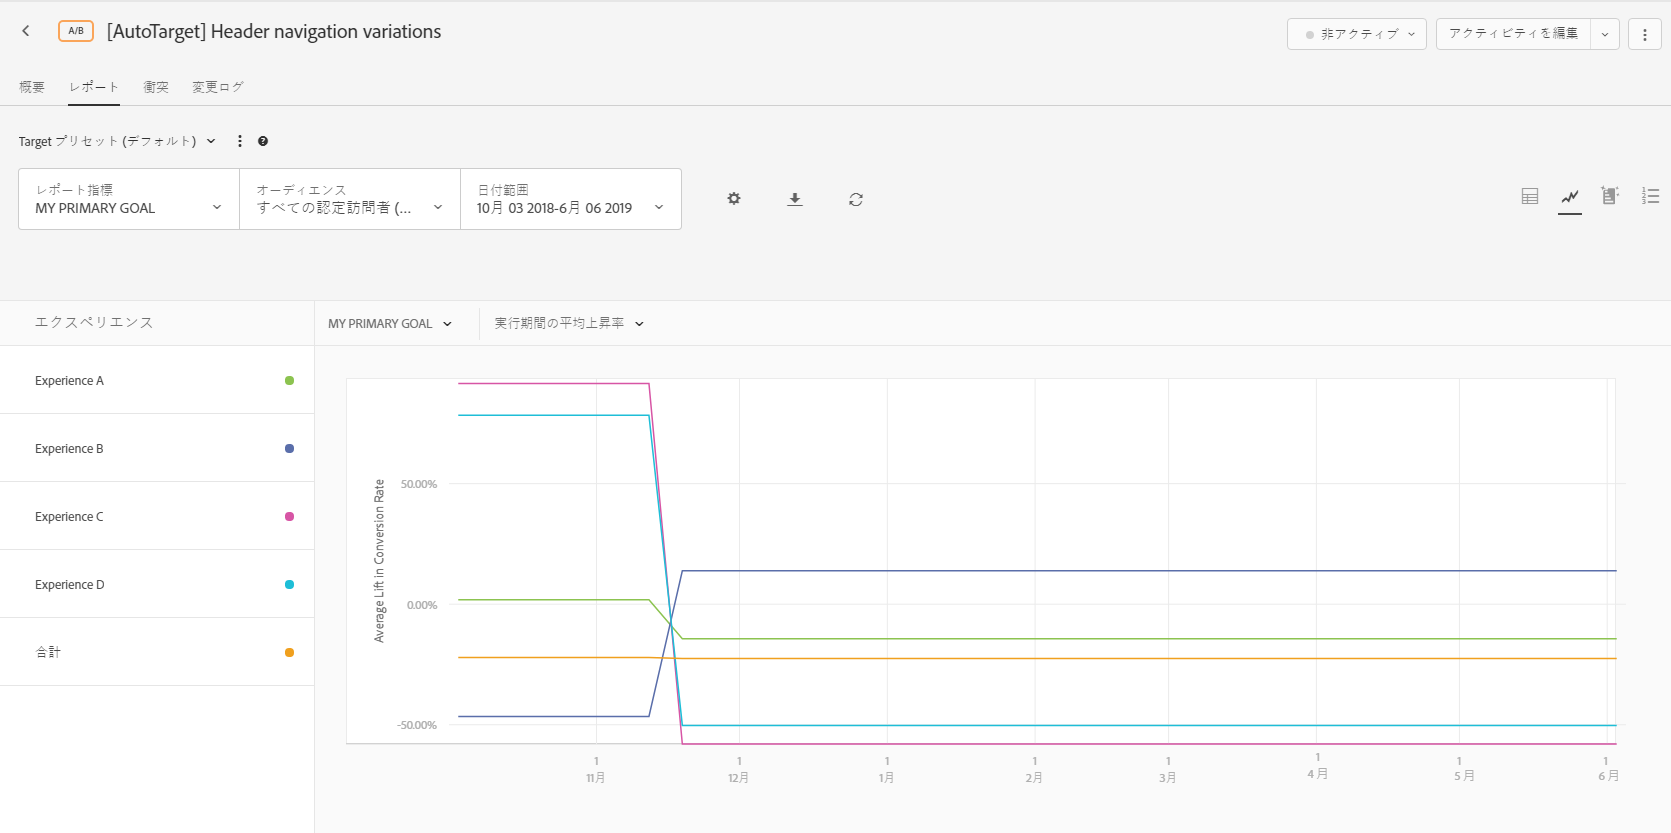 A/B [AutoTarget] Header navigation variations
非アクティブ
アクティビティを編集
概要 レポート 衝突 変更ログ
Target プリセット (デフォルト)
レポート指標
MY PRIMARY GOAL
オーディエンス
すべての認定訪問者 (...
日付範囲
10月 03 2018-6月 06 2019
エクスペリエンス
MY PRIMARY GOAL
実行期間の平均上昇率
Experience A
Experience B
Experience C
Experience D
合計
Average Lift in Conversion Rate
50.00%
0.00%
-50.00%
1
11月
1
12月
1
1月
1
2月
1
3月
1
4 月
1
5 月
1
6 月